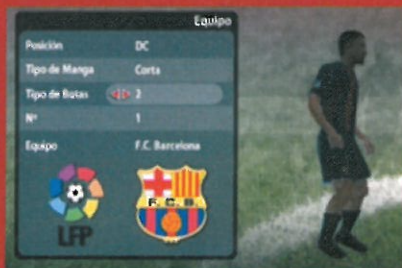 Equipo
Posición DC
Tipo de Manga Corta
Tipo de Botas 2
Nº 1
Equipo F.C. Barcelona
LFP
F.C.B.